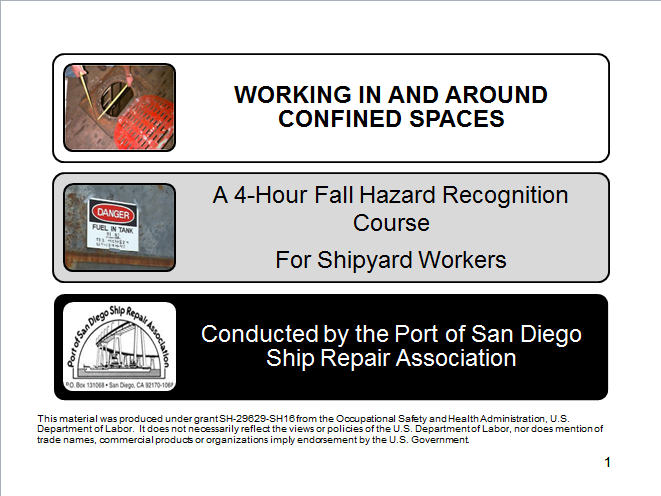 WORKING IN AND AROUND
CONFINED SPACES
DANGER
FUEL IN TANK
A 4-Hour Fall Hazard Recognition
Course
For Shipyard Workers
Port of San Diego Ship Repair Association
P.O. Box 131068 • San Diego, CA 92170-1068
Conducted by the Port of San Diego
Ship Repair Association
This material was produced under grant SH-29629-SH16 from the Occupational Safety and Health Administration, U.S.
Department of Labor. It does not necessarily reflect the views or policies of the U.S. Department of Labor, nor does mention of
trade names, commercial products or organizations imply endorsement by the U.S. Government.
1